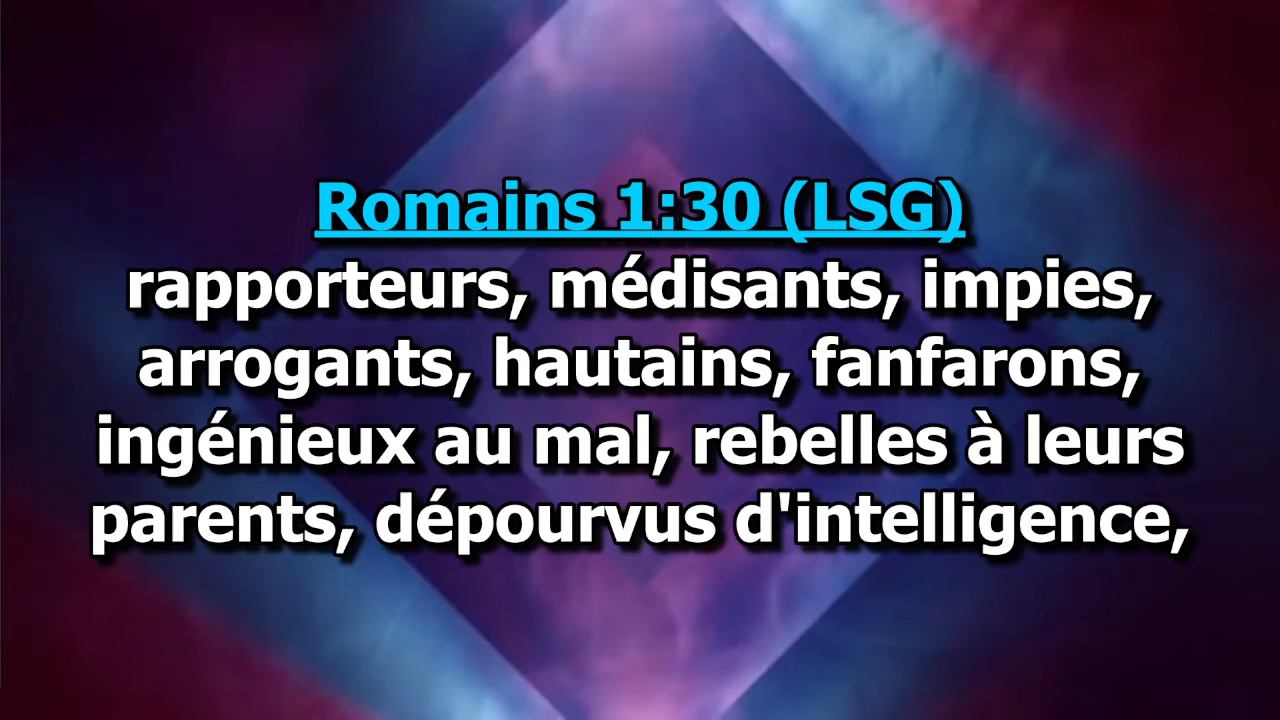 Romains 1:30 (LSG)
rapporteurs, médisants, impies,
arrogants, hautains, fanfarons,
ingénieux au mal, rebelles à leurs
parents, dépourvus d'intelligence,